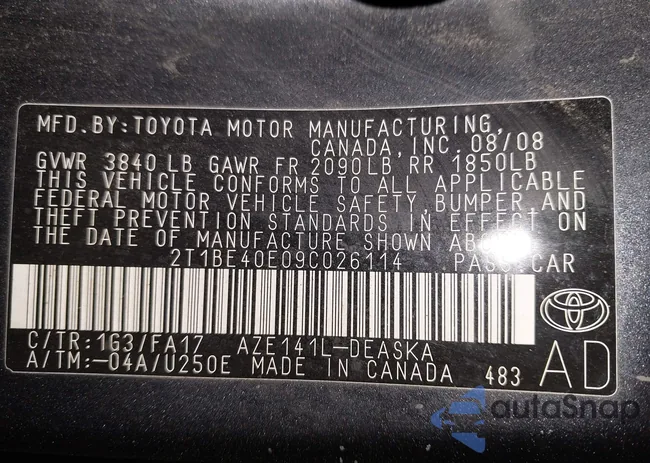 MFD.BY:TOYOTA MOTOR MANUFACTURING,
CANADA, INC. 08/08
GVWR 3840 LB GAWR FR 2090LB, RR 1850LB
THIS VEHICLE CONFORMS TO ALL APPLICABLE
FEDERAL MOTOR VEHICLE SAFETY, BUMPER, AND
THEFT PREVENTION STANDARDS IN EFFECT ON
THE DATE OF MANUFACTURE SHOWN
2T1BE40E09C026114 PASS.CAR
C/TR:1G3/FA17 AZE141L-DEASKA
A/TM:-04A/U250E MADE IN CANADA 483
AD
autoSnap